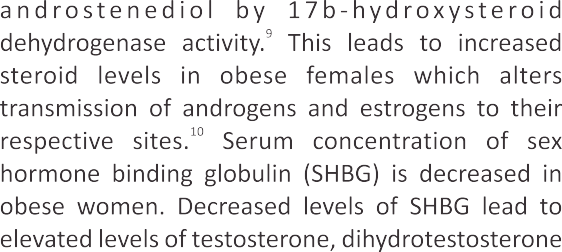 androstenediol by 17b-hydroxysteroid
dehydrogenase activity.9 This leads to increased
steroid levels in obese females which alters
transmission of androgens and estrogens to their
respective sites.10 Serum concentration of sex
hormone binding globulin (SHBG) is decreased in
obese women. Decreased levels of SHBG lead to
elevated levels of testosterone, dihydrotestosterone